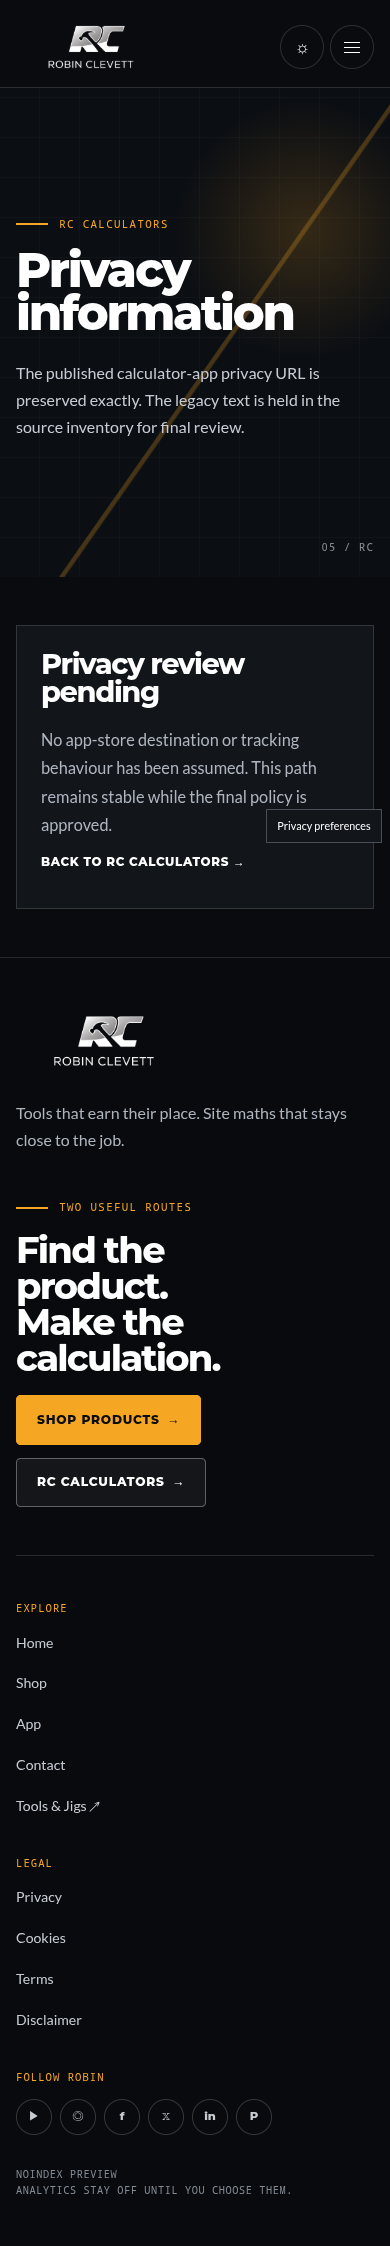 RC
ROBIN CLEVETT
RC CALCULATORS
Privacy
information
The published calculator-app privacy URL is
preserved exactly. The legacy text is held in the
source inventory for final review.
05 / RC
Privacy review
pending
No app-store destination or tracking
behaviour has been assumed. This path
remains stable while the final policy is
approved.
Privacy preferences
BACK TO RC CALCULATORS →
RC
ROBIN CLEVETT
Tools that earn their place. Site maths that stays
close to the job.
TWO USEFUL ROUTES
Find the
product.
Make the
calculation.
SHOP PRODUCTS →
RC CALCULATORS →
EXPLORE
Home
Shop
App
Contact
Tools & Jigs ↗
LEGAL
Privacy
Cookies
Terms
Disclaimer
FOLLOW ROBIN
f 𝕏 in P
NOINDEX PREVIEW
ANALYTICS STAY OFF UNTIL YOU CHOOSE THEM.